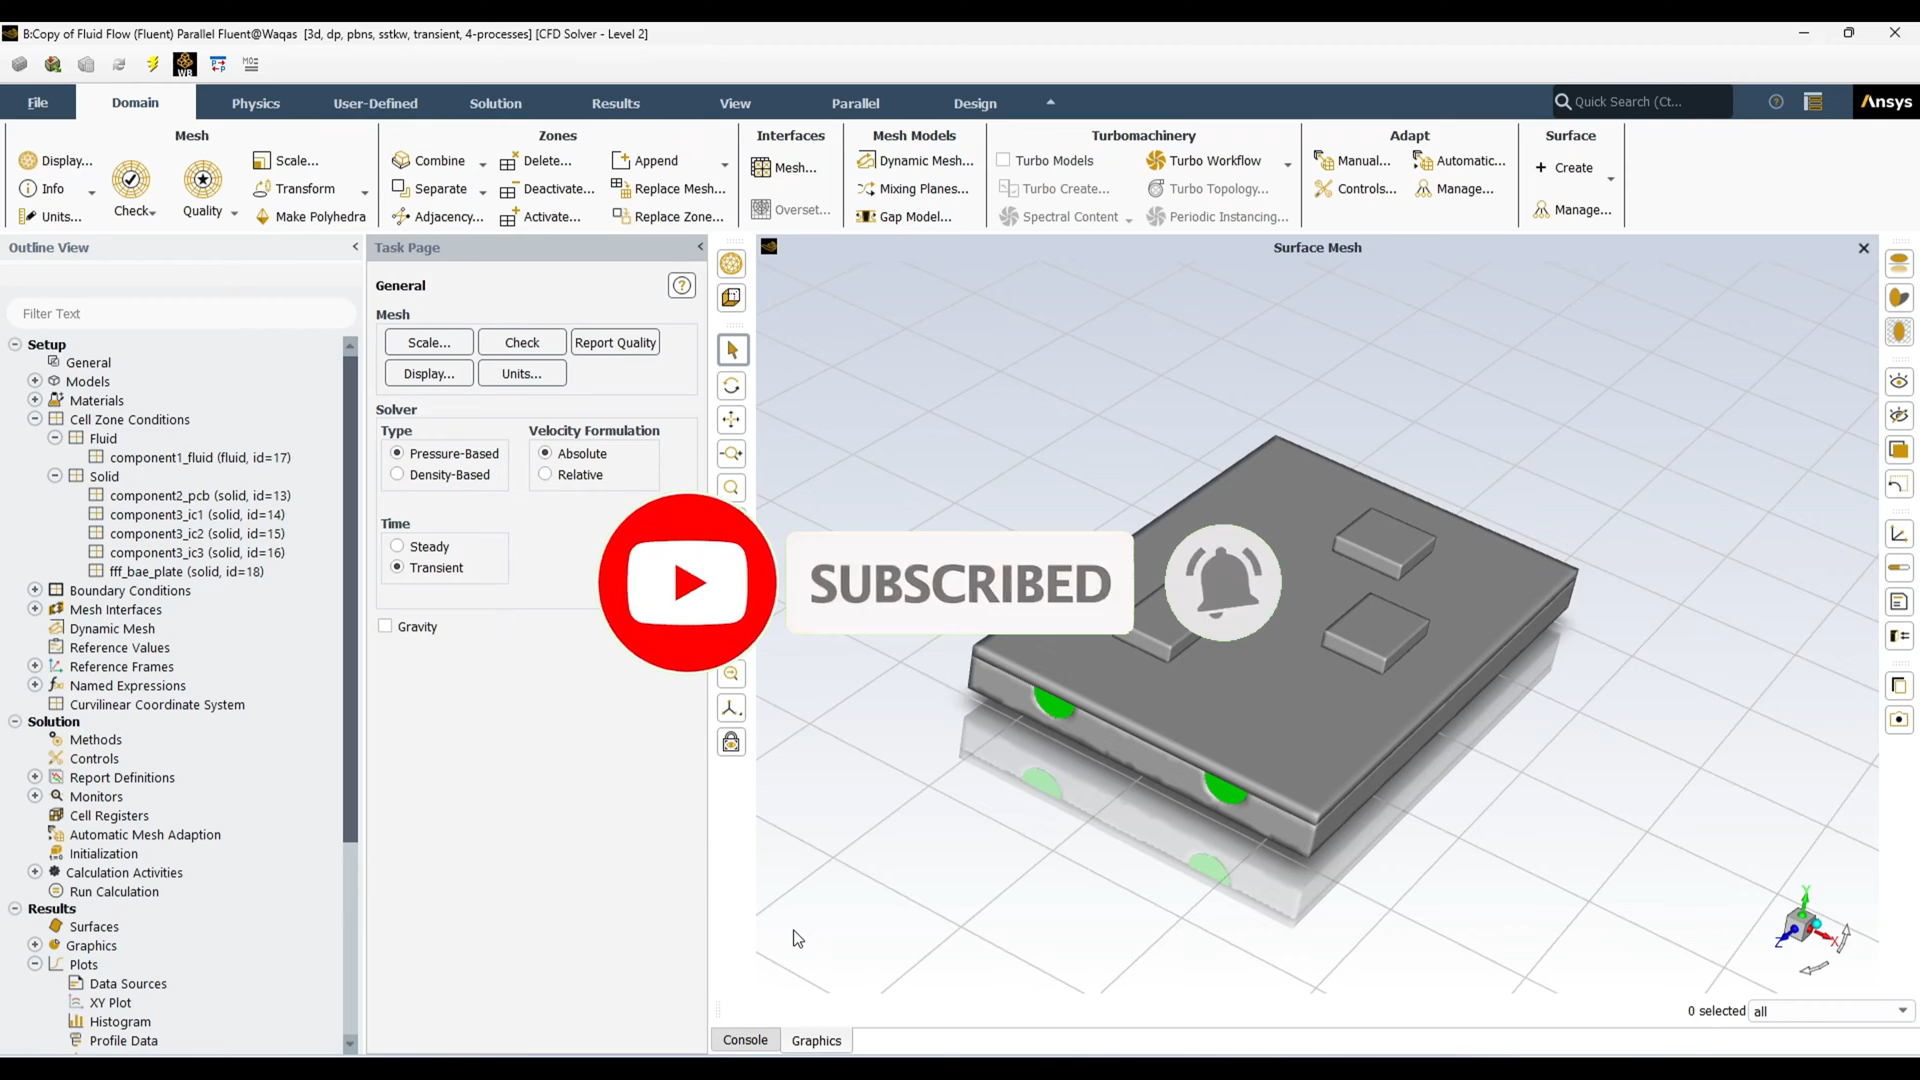 B:Copy of Fluid Flow (Fluent) Parallel Fluent@Waqas [3d, dp, pbns, sstkw, transient, 4-processes] [CFD Solver - Level 2]
WB
File Domain Physics User-Defined Solution Results View Parallel Design Quick Search (Ct... Ansys
Mesh Zones Interfaces Mesh Models Turbomachinery Adapt Surface
Display... Scale... Combine Delete... Append Mesh... Dynamic Mesh... Turbo Models Turbo Workflow Manual... Automatic... Create
Info Transform Separate Deactivate... Replace Mesh... Mixing Planes... Turbo Create... Turbo Topology... Controls... Manage...
Units... Check Quality Make Polyhedra Adjacency... Activate... Replace Zone... Overset... Gap Model... Spectral Content Periodic Instancing... Manage...
Outline View
Filter Text
Setup
General
Models
Materials
Cell Zone Conditions
Fluid
component1_fluid (fluid, id=17)
Solid
component2_pcb (solid, id=13)
component3_ic1 (solid, id=14)
component3_ic2 (solid, id=15)
component3_ic3 (solid, id=16)
fff_bae_plate (solid, id=18)
Boundary Conditions
Mesh Interfaces
Dynamic Mesh
Reference Values
Reference Frames
Named Expressions
Curvilinear Coordinate System
Solution
Methods
Controls
Report Definitions
Monitors
Cell Registers
Automatic Mesh Adaption
Initialization
Calculation Activities
Run Calculation
Results
Surfaces
Graphics
Plots
Data Sources
XY Plot
Histogram
Profile Data
Task Page
General
Mesh
Scale... Check Report Quality
Display... Units...
Solver
Type Velocity Formulation
Pressure-Based Absolute
Density-Based Relative
Time
Steady
Transient
Gravity
Surface Mesh
SUBSCRIBED
Y
Z X
0 selected all
Console Graphics